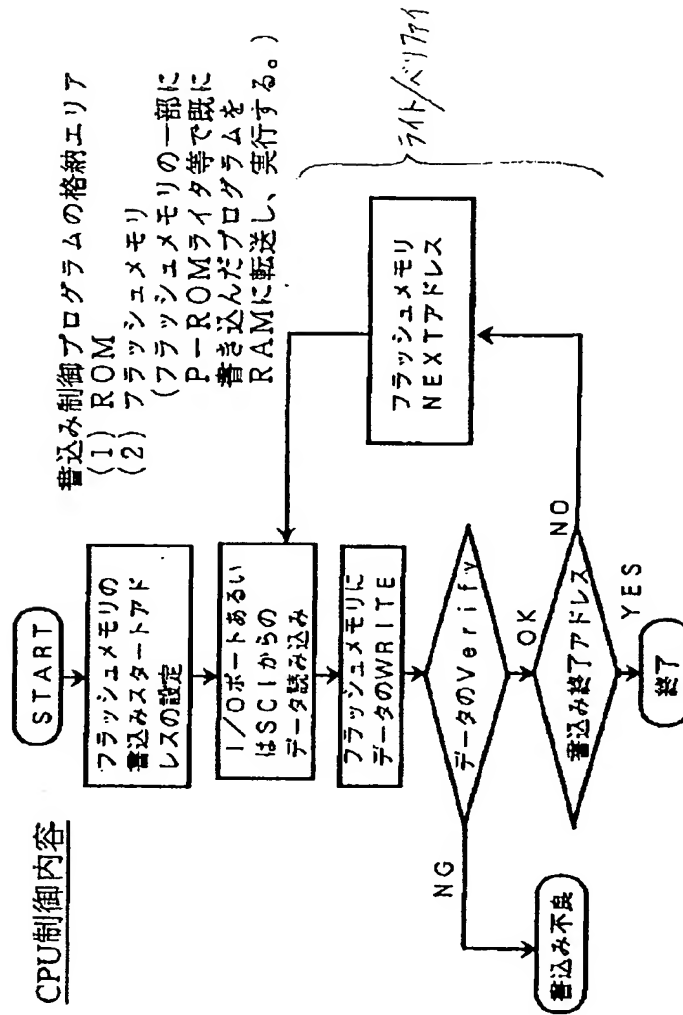 CPU制御内容
START
フラッシュメモリの
書込みスタートアド
レスの設定
I/Oポートあるい
はSCIからの
データ読み込み
フラッシュメモリに
データのWRITE
データのVerify
NG
OK
書込み不良
書込み終了アドレス
NO
YES
終了
フラッシュメモリ
NEXTアドレス
書込み制御プログラムの格納エリア
(1) ROM
(2) フラッシュメモリ
(フラッシュメモリの一部に
P-ROMライタ等で既に
書き込んだプログラムを
RAMに転送し、実行する。)
ライト/ベリファイ